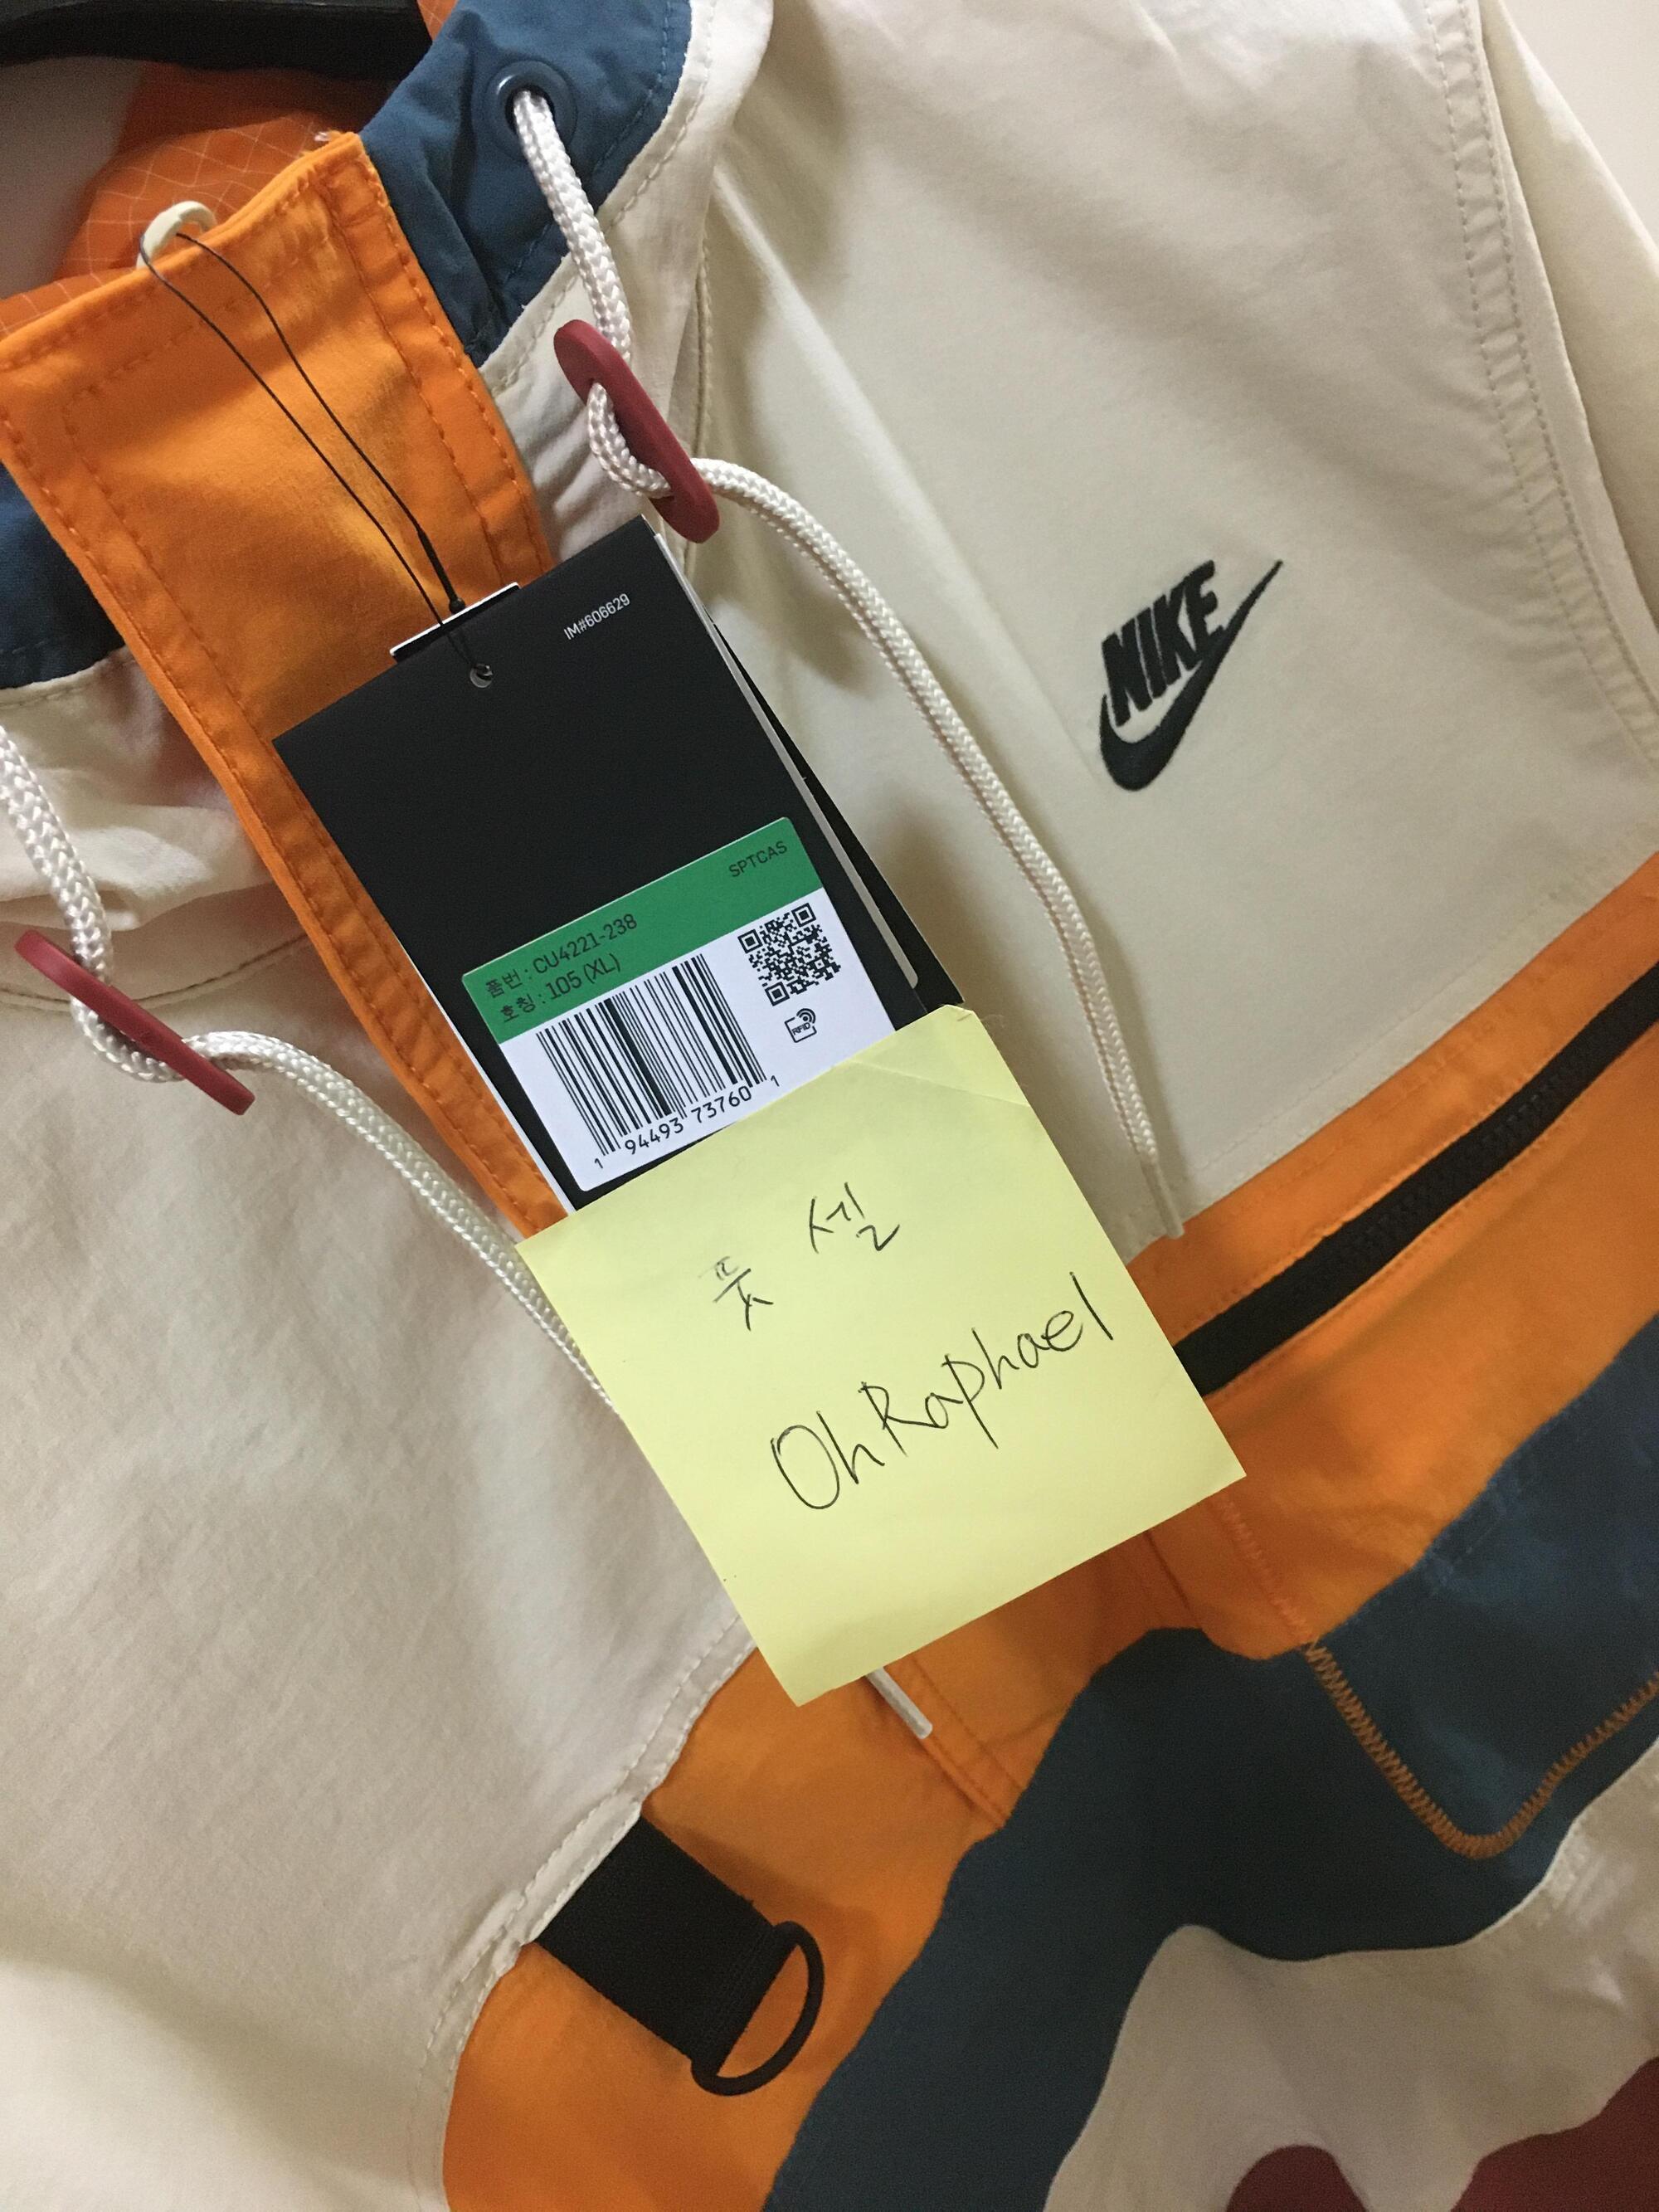 IM#606629
NIKE
SPTCAS
품번 : CU4221-238
호칭 : 105 (XL)
RFID
1 94493 73760 1
풋 셀
OhRaphael